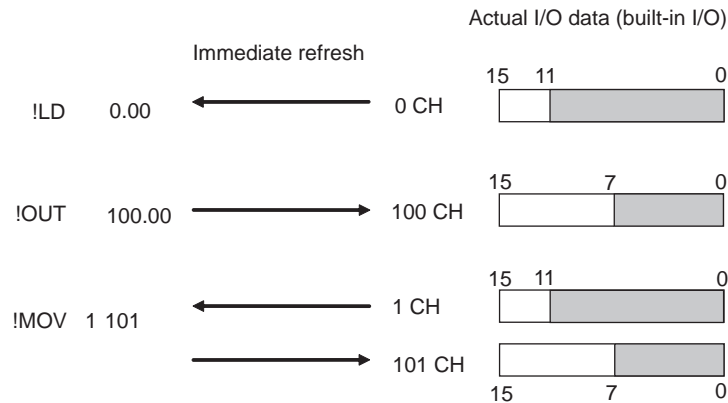 Actual I/O data (built-in I/O)
Immediate refresh
15 11 0
!LD 0.00 0 CH
15 7 0
!OUT 100.00 100 CH
15 11 0
1 CH
!MOV 1 101
101 CH
15 7 0